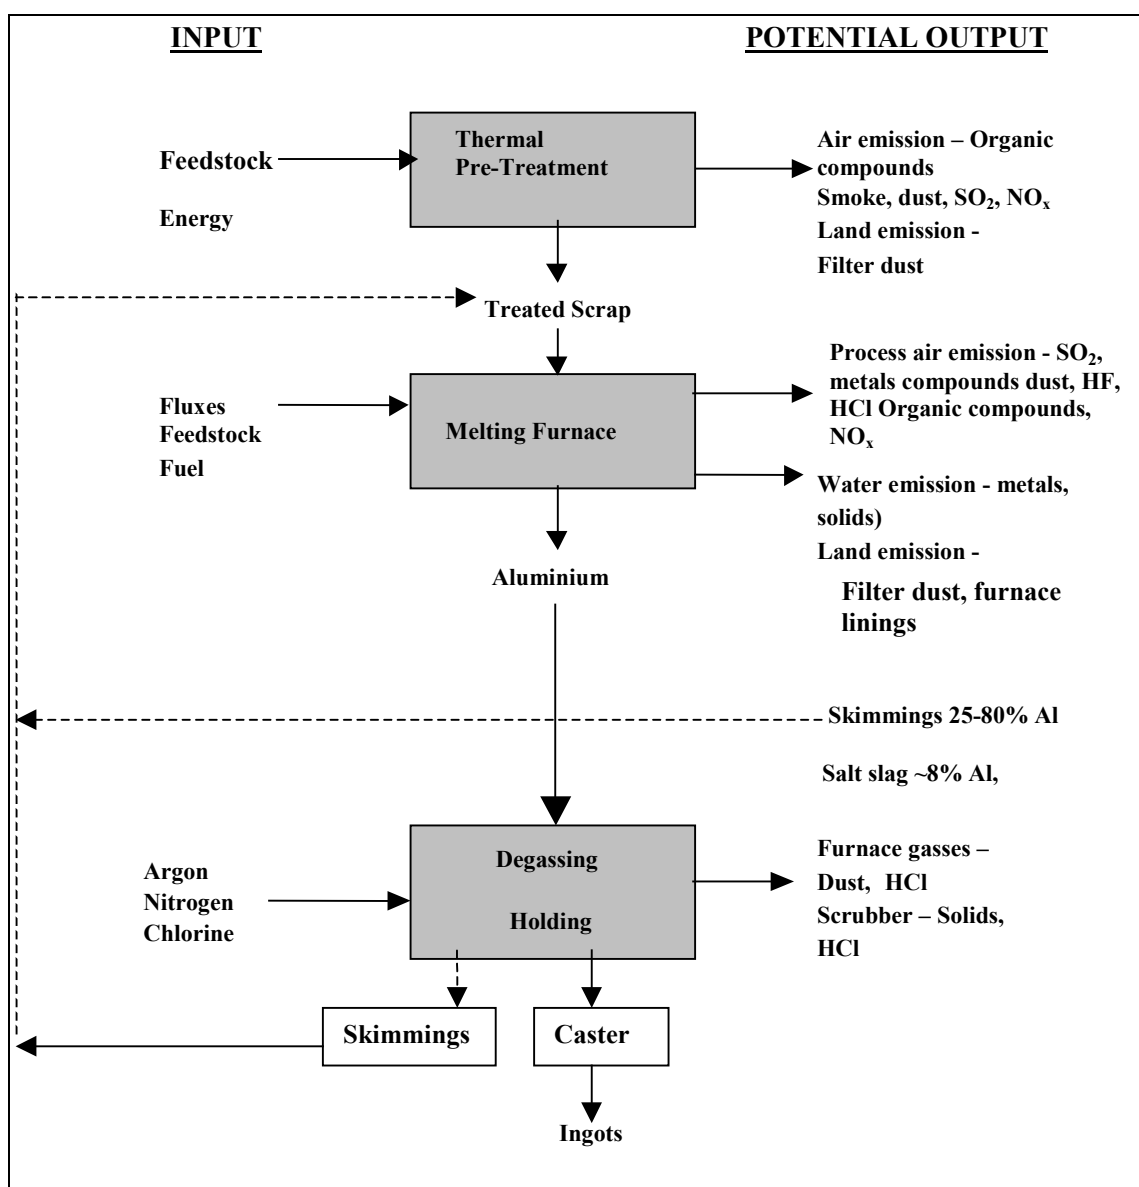 INPUT
POTENTIAL OUTPUT
Thermal
Pre-Treatment
Feedstock
Energy
Air emission – Organic
compounds
Smoke, dust, SO₂, NOₓ
Land emission -
Filter dust
Treated Scrap
Fluxes
Feedstock
Fuel
Melting Furnace
Process air emission - SO₂,
metals compounds dust, HF,
HCl Organic compounds,
NOₓ
Water emission - metals,
solids)
Land emission -
Filter dust, furnace
linings
Aluminium
Skimmings 25-80% Al
Salt slag ~8% Al,
Argon
Nitrogen
Chlorine
Degassing
Holding
Furnace gasses –
Dust, HCl
Scrubber – Solids,
HCl
Skimmings
Caster
Ingots